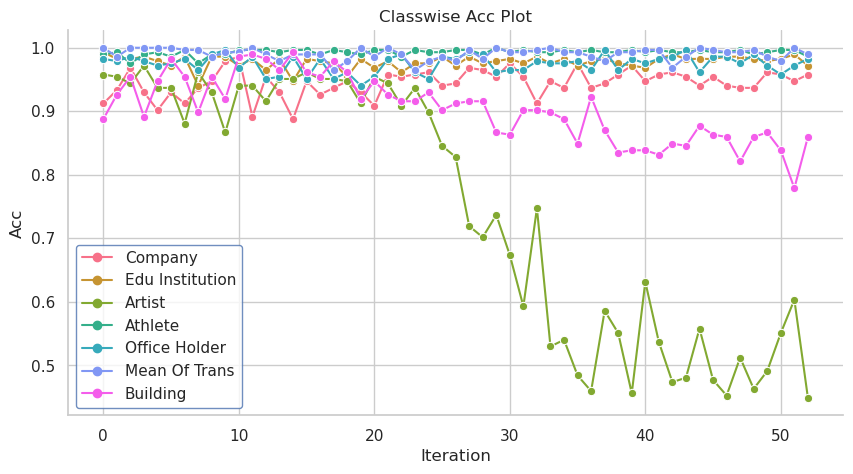 Classwise Acc Plot
1.0
0.9
0.8
0.7
0.6
0.5
Acc
Company
Edu Institution
Artist
Athlete
Office Holder
Mean Of Trans
Building
0 10 20 30 40 50
Iteration